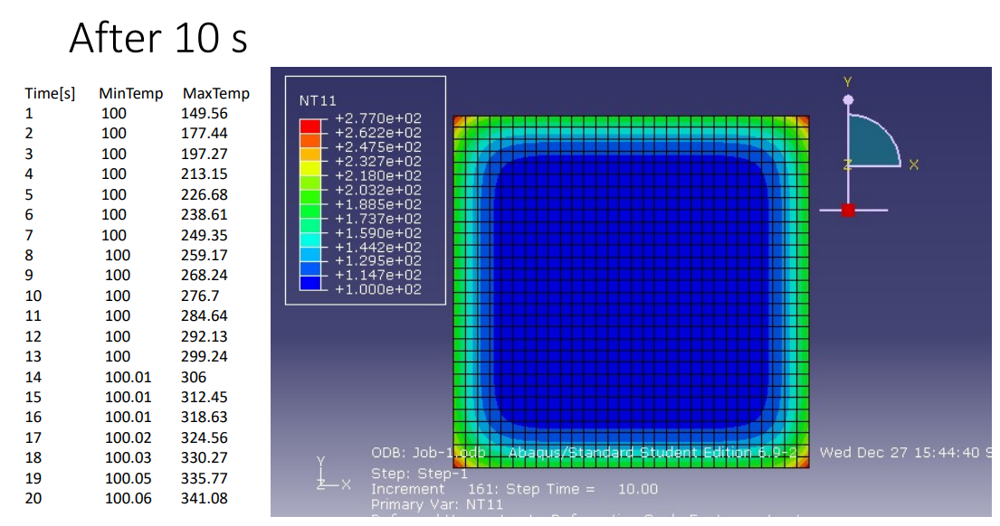 After 10 s
Time[s] MinTemp MaxTemp
1 100 149.56
2 100 177.44
3 100 197.27
4 100 213.15
5 100 226.68
6 100 238.61
7 100 249.35
8 100 259.17
9 100 268.24
10 100 276.7
11 100 284.64
12 100 292.13
13 100 299.24
14 100.01 306
15 100.01 312.45
16 100.01 318.63
17 100.02 324.56
18 100.03 330.27
19 100.05 335.77
20 100.06 341.08
NT11
+2.770e+02
+2.622e+02
+2.475e+02
+2.327e+02
+2.180e+02
+2.032e+02
+1.885e+02
+1.737e+02
+1.590e+02
+1.442e+02
+1.295e+02
+1.147e+02
+1.000e+02
Y
Z X
ODB: Job-1.odb Abaqus/Standard Student Edition 6.9-2 Wed Dec 27 15:44:40
Y
Z X
Step: Step-1
Increment 161: Step Time = 10.00
Primary Var: NT11